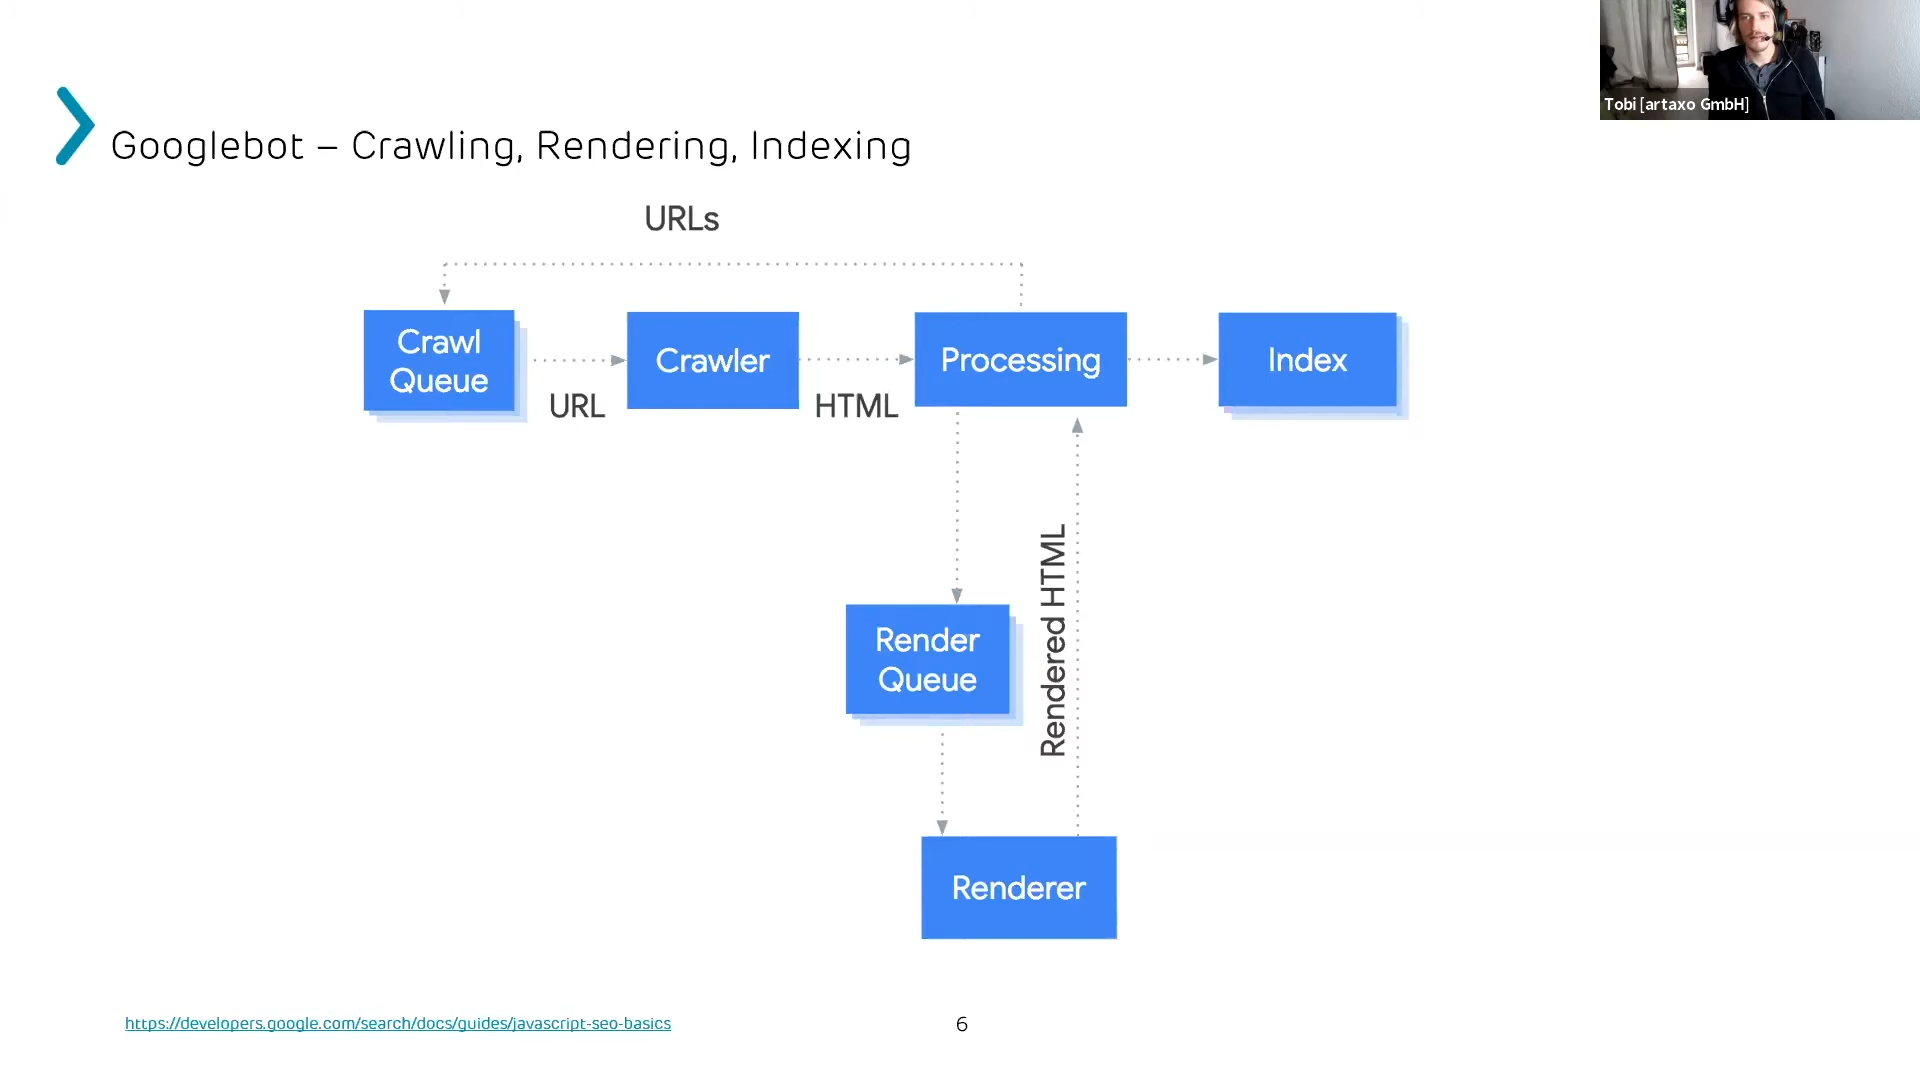 Tobi [artaxo GmbH]
Googlebot – Crawling, Rendering, Indexing
URLs
Crawl
Queue
URL
Crawler
HTML
Processing
Index
Render
Queue
Rendered HTML
Renderer
https://developers.google.com/search/docs/guides/javascript-seo-basics
6